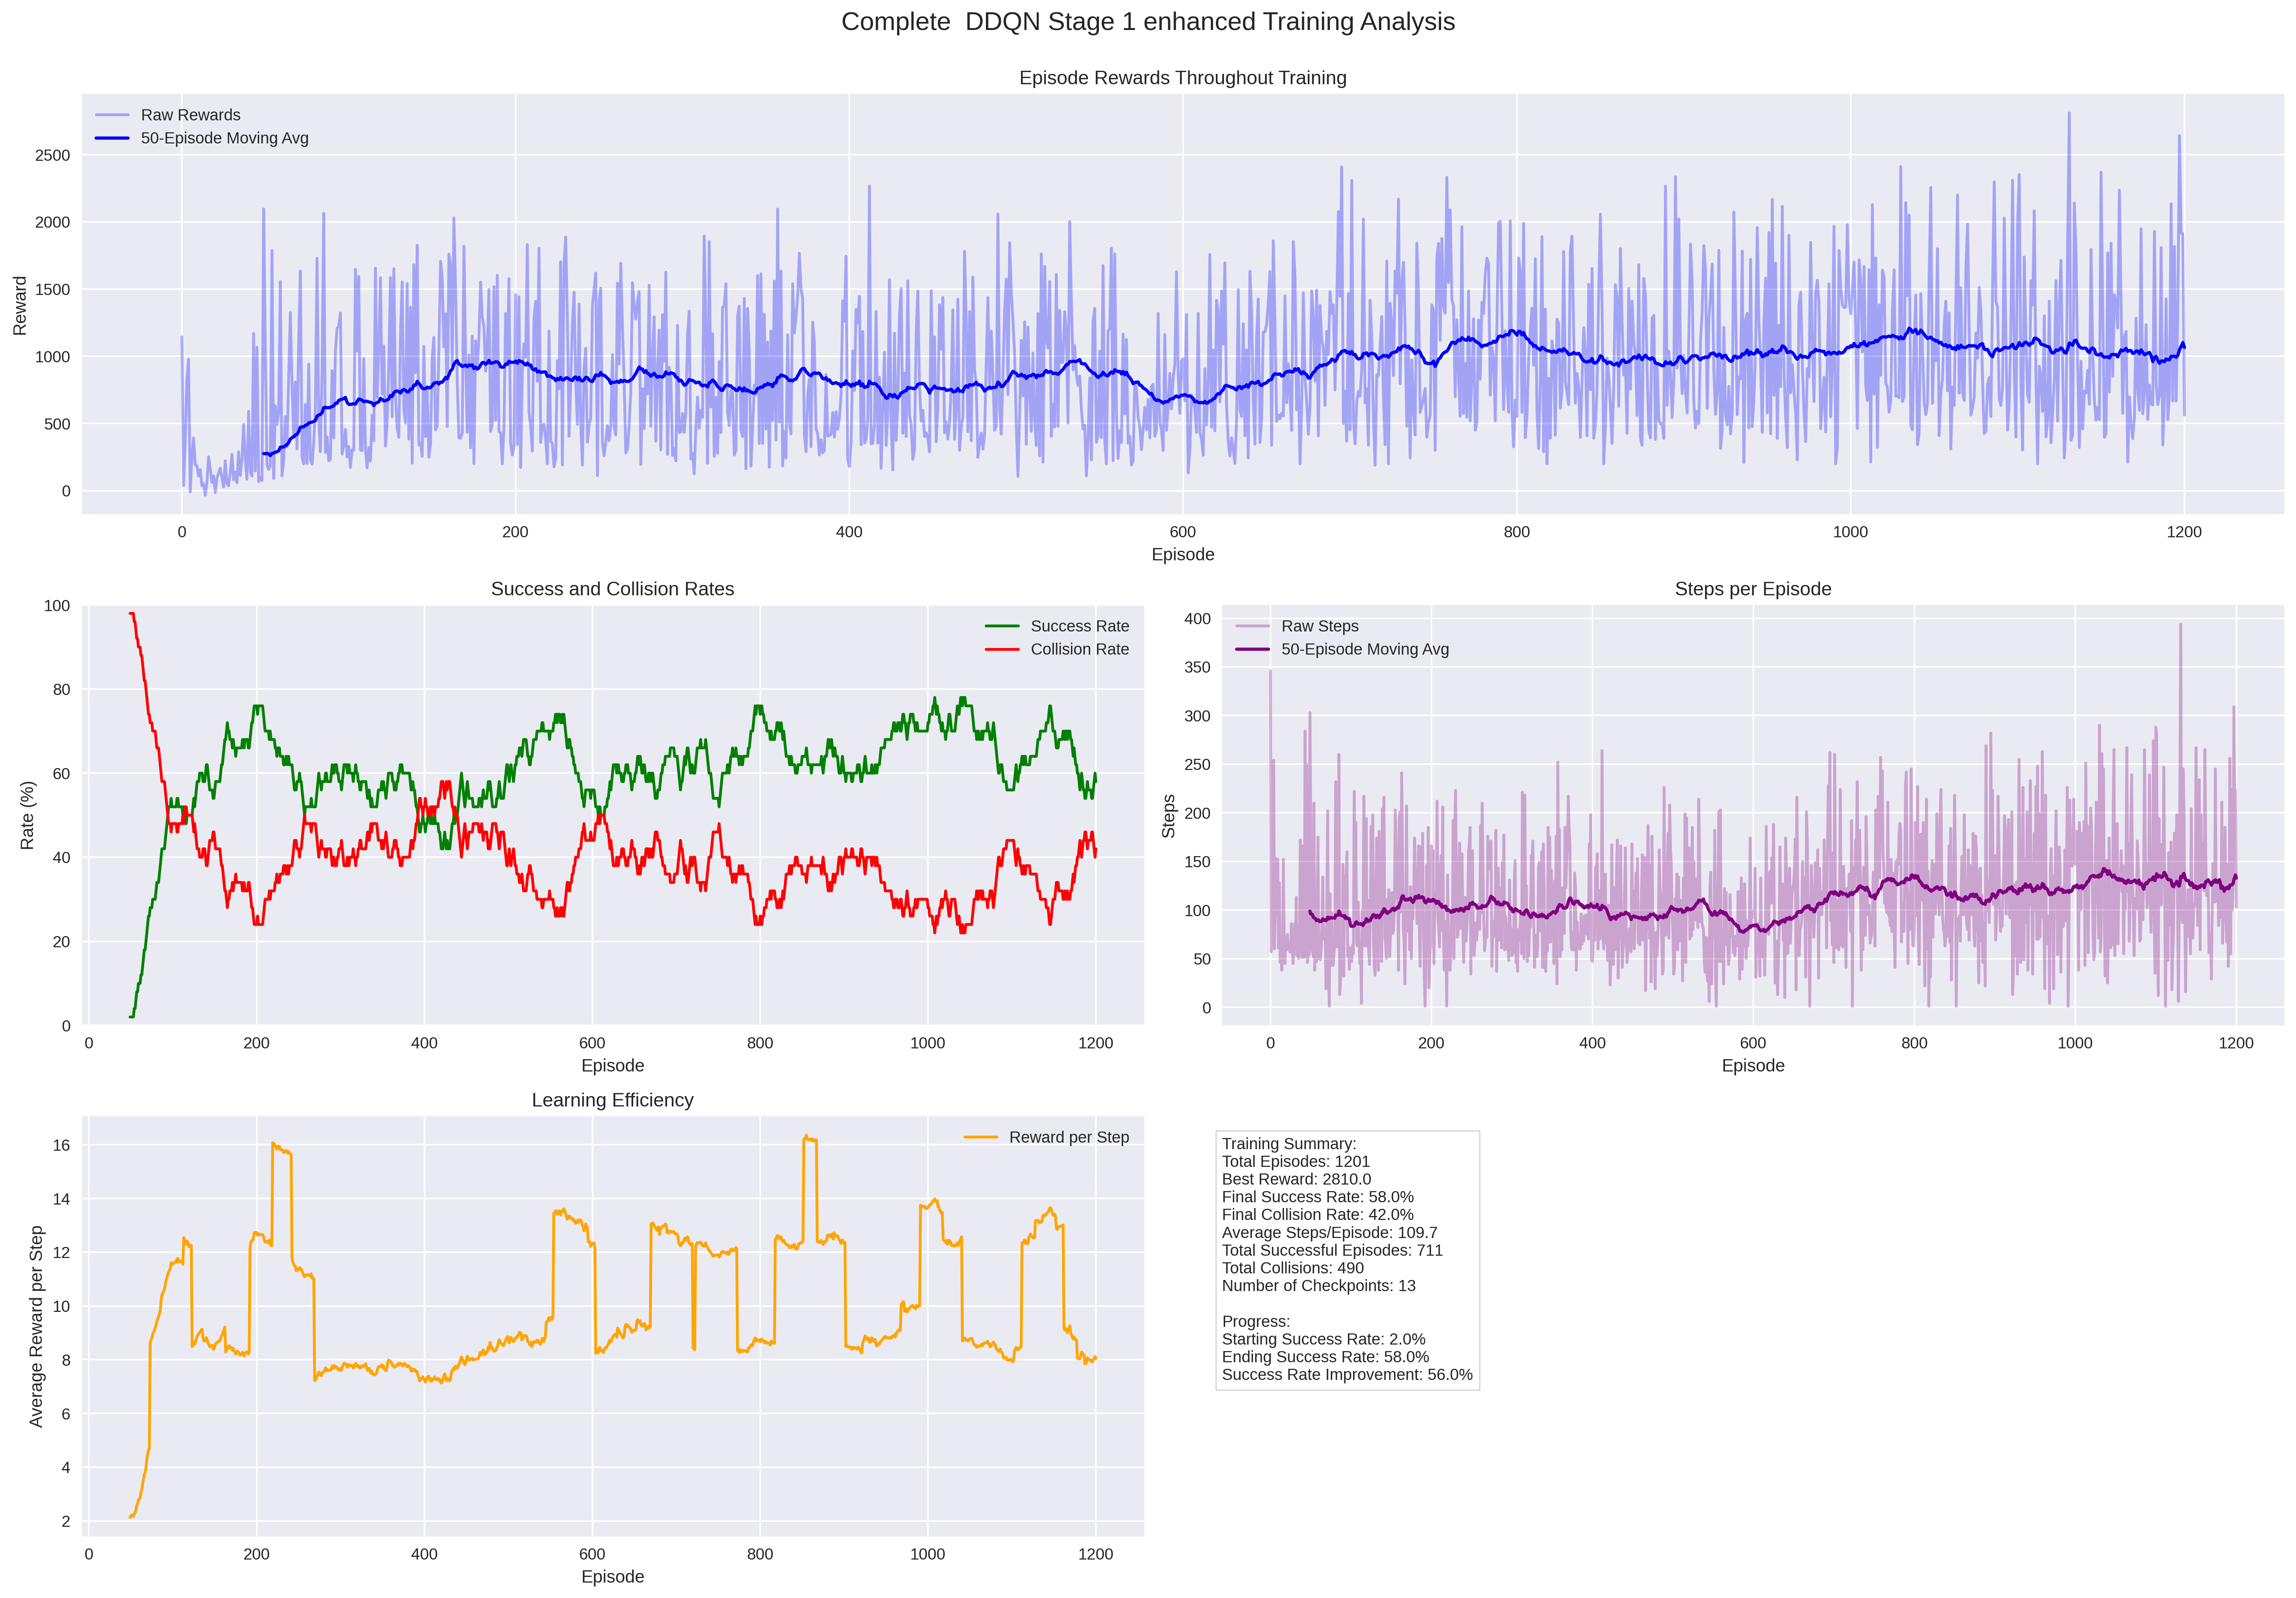 Complete  DDQN Stage 1 enhanced Training Analysis
Episode Rewards Throughout Training
Raw Rewards
50-Episode Moving Avg
Reward
2500
2000
1500
1000
500
0
0 200 400 600 800 1000 1200
Episode
Success and Collision Rates
Success Rate
Collision Rate
Rate (%)
100
80
60
40
20
0
0 200 400 600 800 1000 1200
Episode
Steps per Episode
Raw Steps
50-Episode Moving Avg
Steps
400
350
300
250
200
150
100
50
0
0 200 400 600 800 1000 1200
Episode
Learning Efficiency
Reward per Step
Average Reward per Step
16
14
12
10
8
6
4
2
0 200 400 600 800 1000 1200
Episode
Training Summary:
Total Episodes: 1201
Best Reward: 2810.0
Final Success Rate: 58.0%
Final Collision Rate: 42.0%
Average Steps/Episode: 109.7
Total Successful Episodes: 711
Total Collisions: 490
Number of Checkpoints: 13
Progress:
Starting Success Rate: 2.0%
Ending Success Rate: 58.0%
Success Rate Improvement: 56.0%